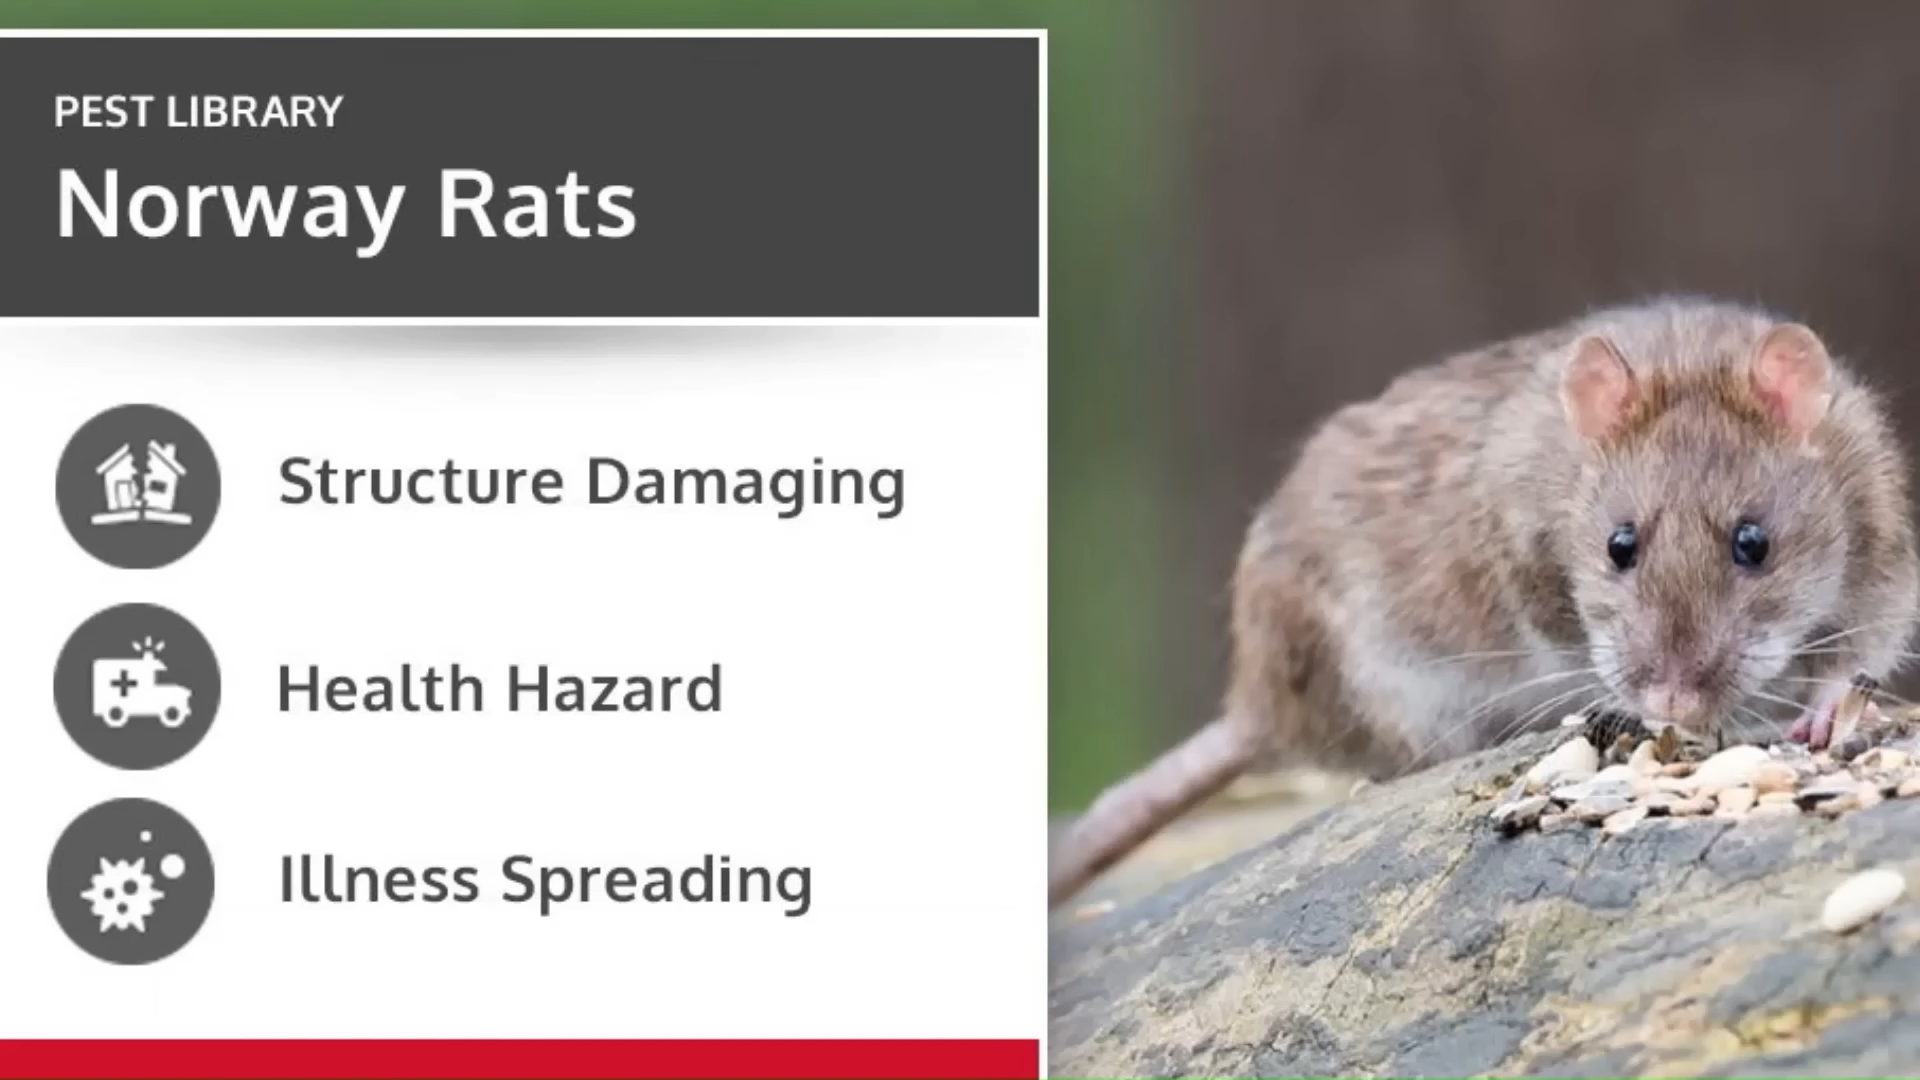 PEST LIBRARY
Norway Rats
Structure Damaging
Health Hazard
Illness Spreading